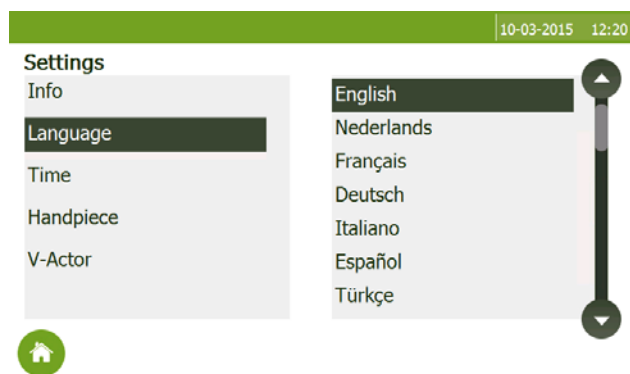 10-03-2015 12:20
Settings
Info
Language
Time
Handpiece
V-Actor
English
Nederlands
Français
Deutsch
Italiano
Español
Türkçe